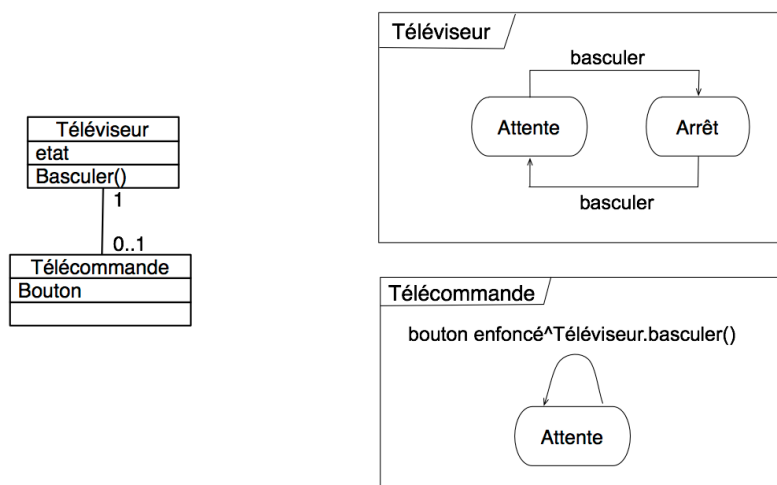 Téléviseur
etat
Basculer()
1
0..1
Télécommande
Bouton
Téléviseur
basculer
Attente
Arrêt
basculer
Télécommande
bouton enfoncé^Téléviseur.basculer()
Attente